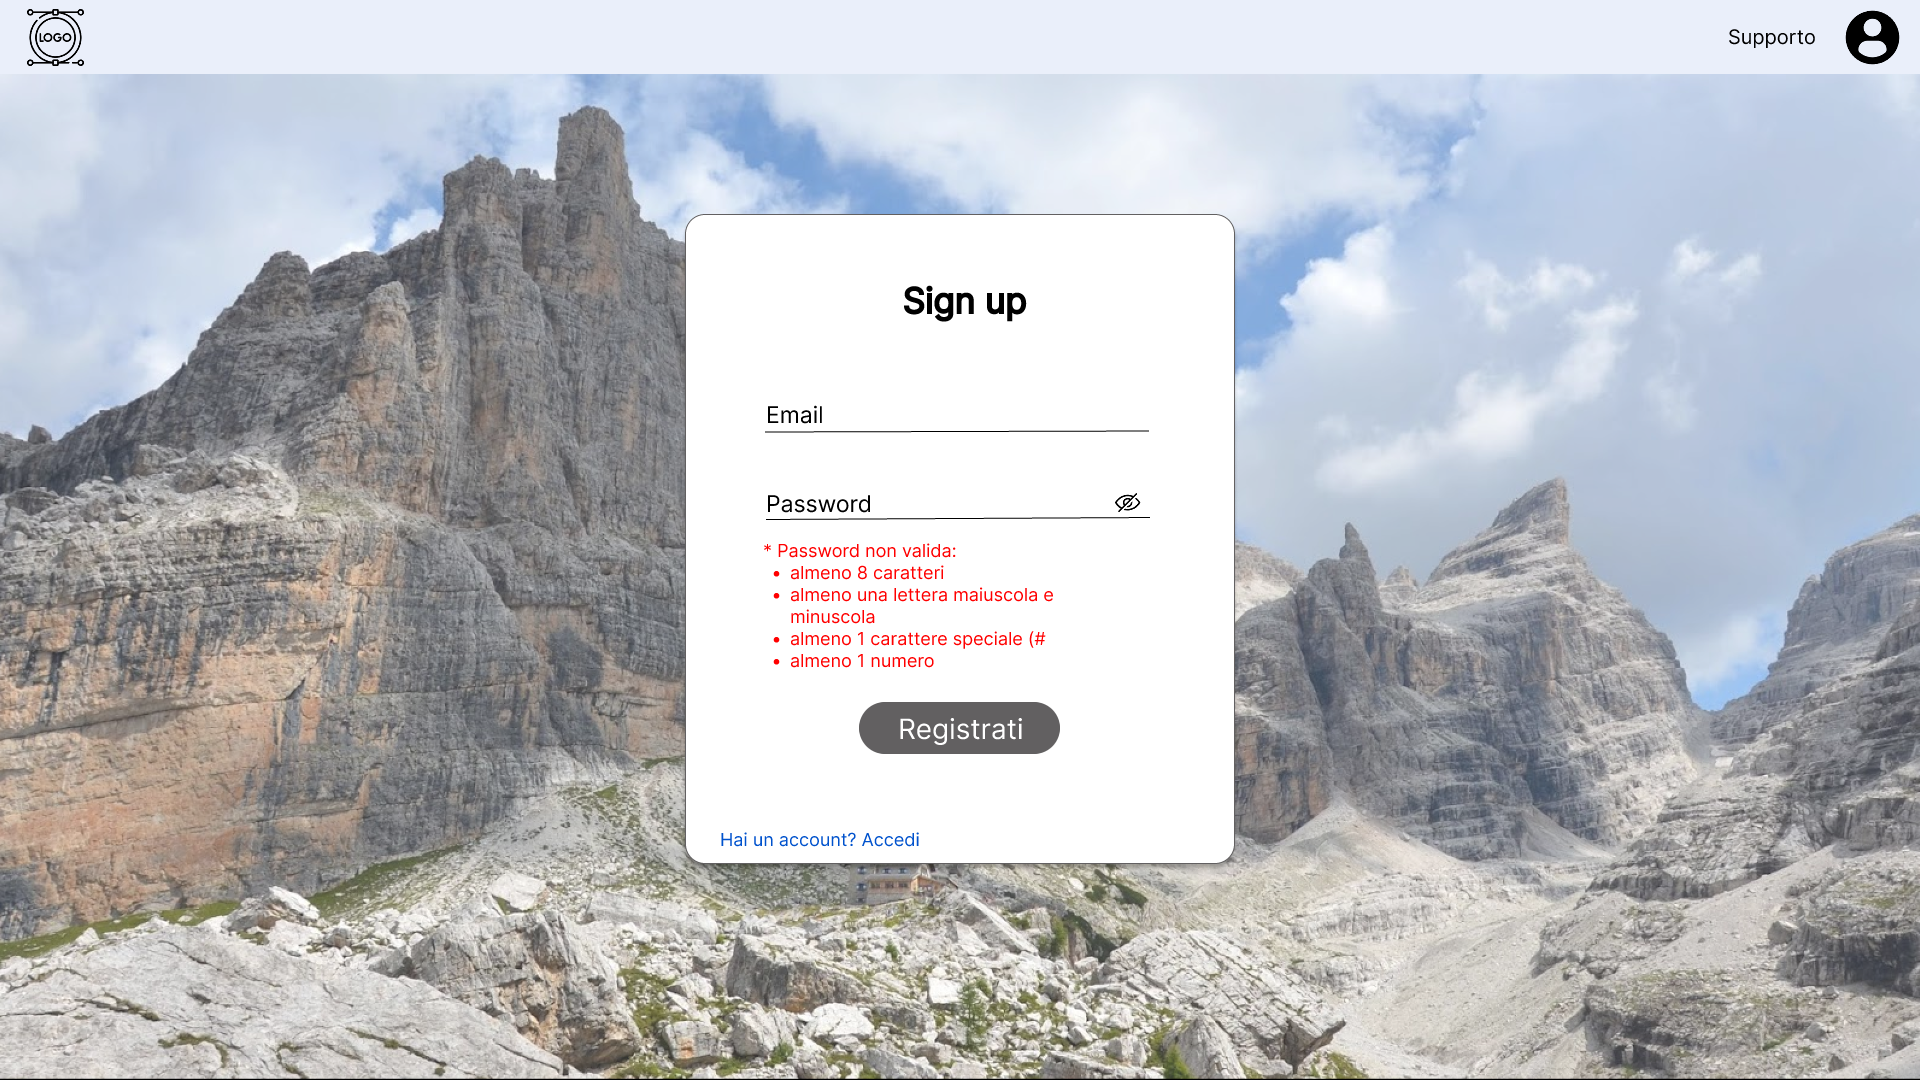 LOGO
Supporto
Sign up
Email
Password
* Password non valida:
• almeno 8 caratteri
• almeno una lettera maiuscola e
minuscola
• almeno 1 carattere speciale (#
• almeno 1 numero
Registrati
Hai un account? Accedi